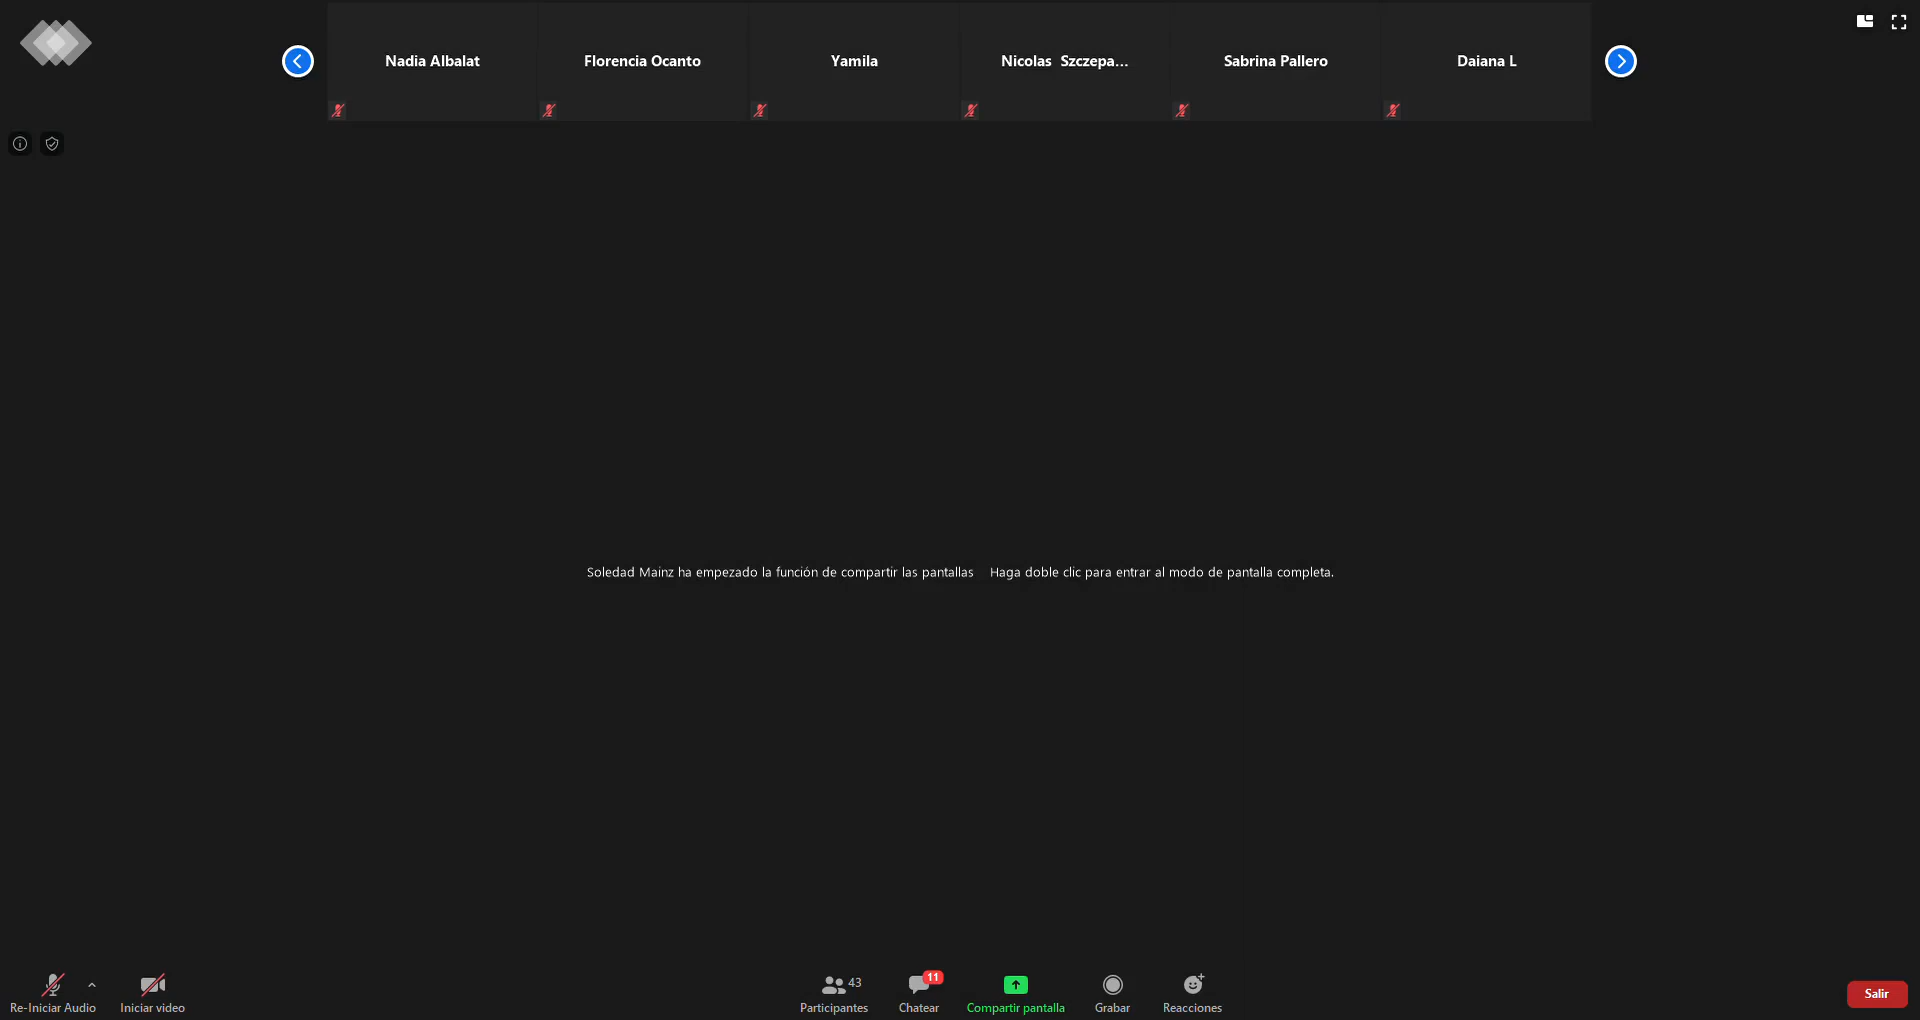 Nadia Albalat
Florencia Ocanto
Yamila
Nicolas  Szczepa...
Sabrina Pallero
Daiana L
Soledad Mainz ha empezado la función de compartir las pantallas    Haga doble clic para entrar al modo de pantalla completa.
Re-Iniciar Audio
Iniciar video
43
Participantes
11
Chatear
Compartir pantalla
Grabar
Reacciones
Salir